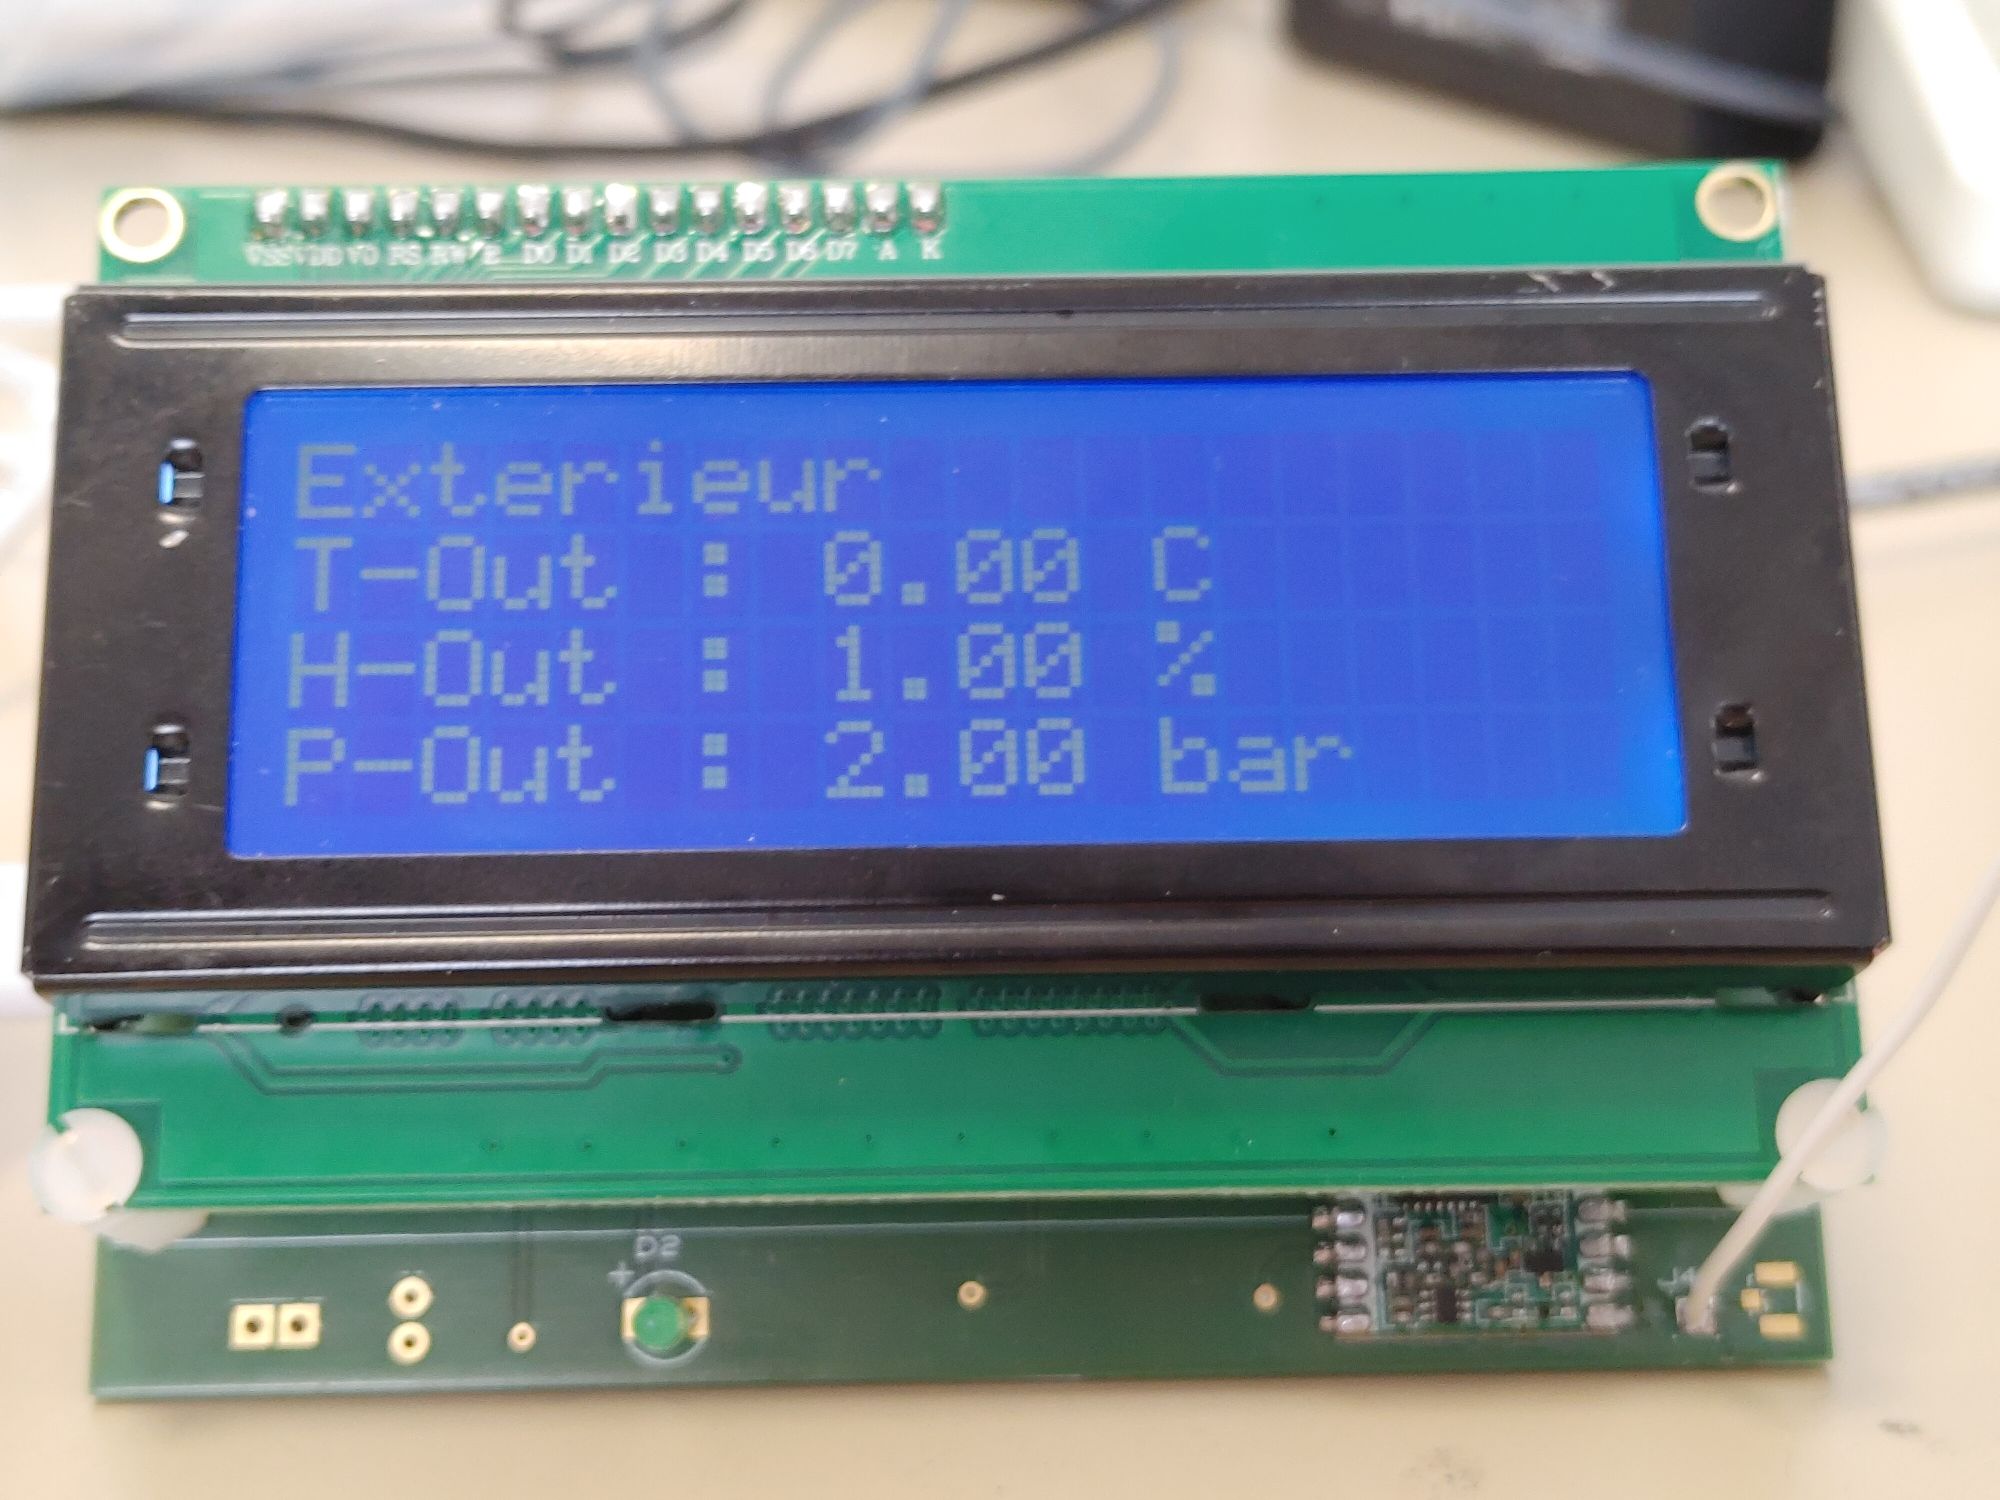 VSS VDD V0 RS RW E D0 D1 D2 D3 D4 D5 D6 D7 A K
Exterieur
T-Out : 0.00 C
H-Out : 1.00 %
P-Out : 2.00 bar
D2
+